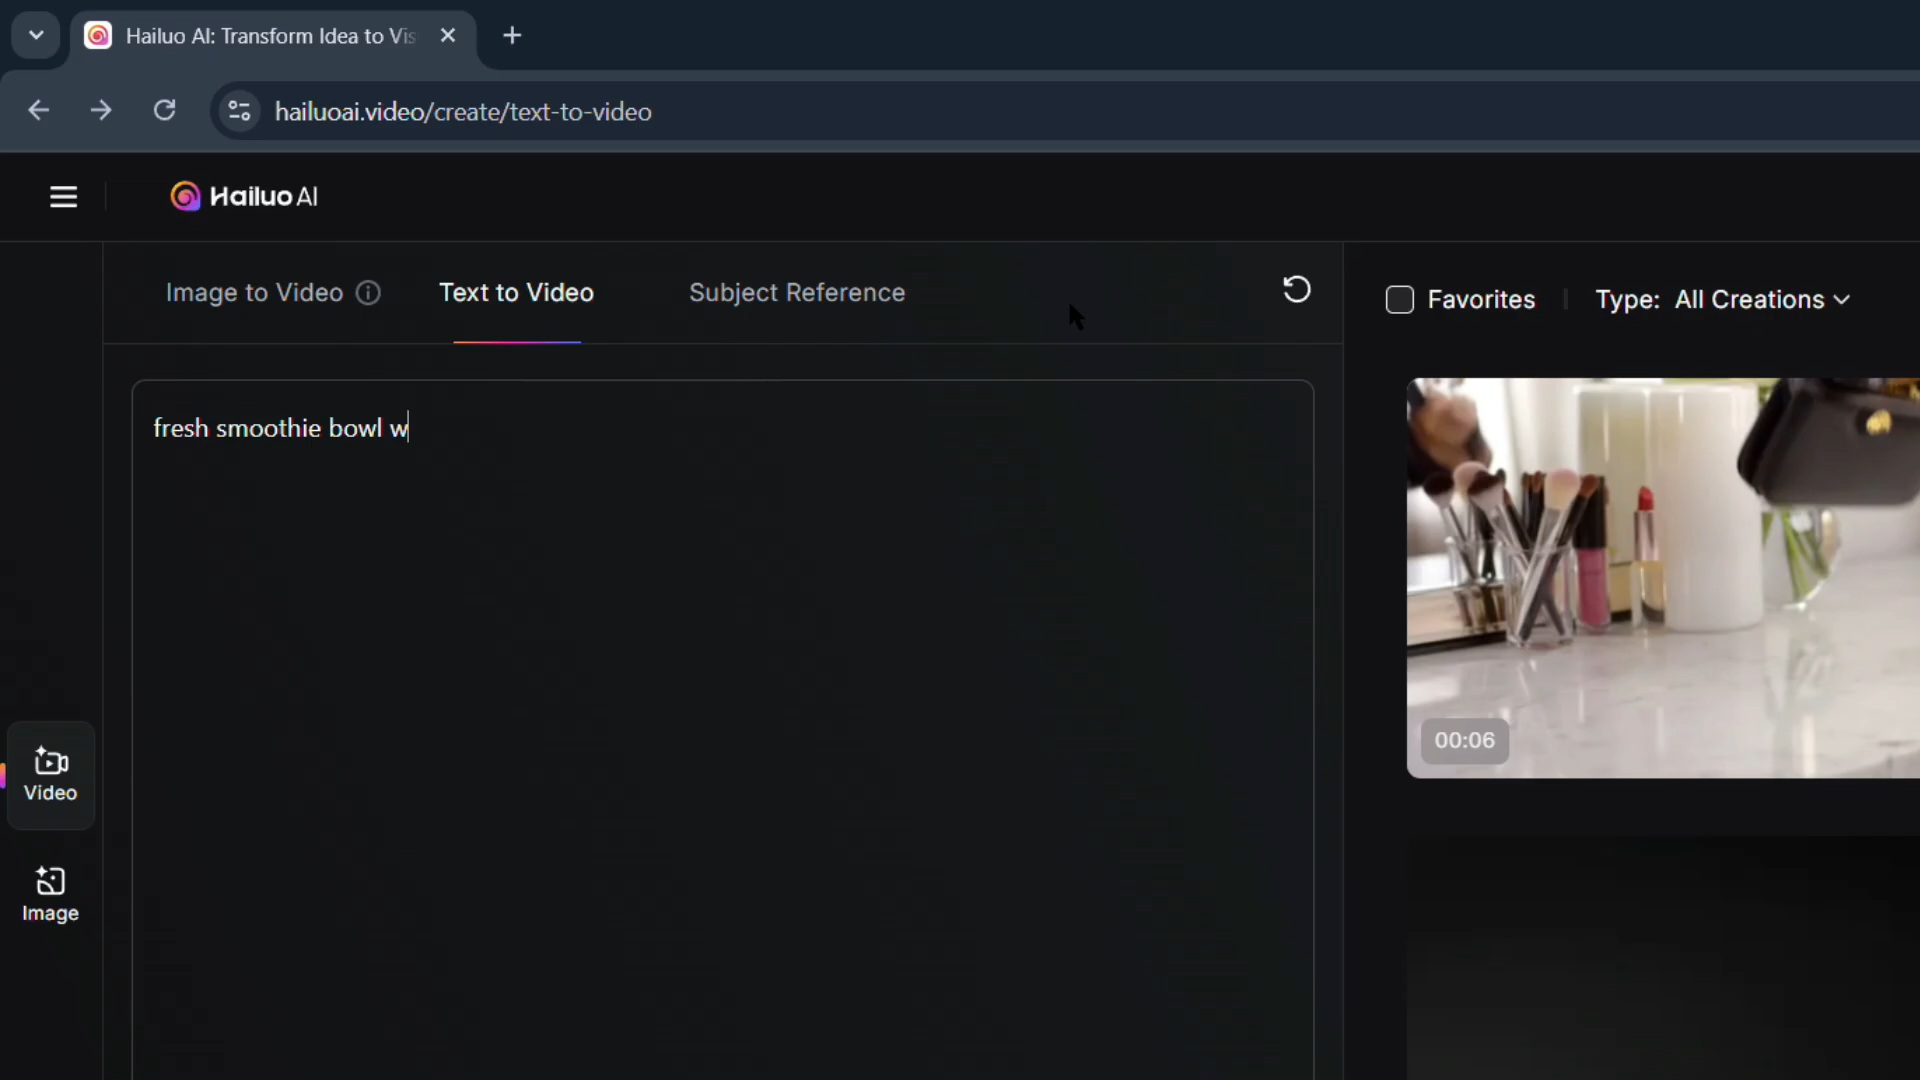 Hailuo AI: Transform Idea to Vis
hailuoai.video/create/text-to-video
Hailuo AI
Image to Video
Text to Video
Subject Reference
Favorites
Type: All Creations
fresh smoothie bowl w
00:06
Video
Image